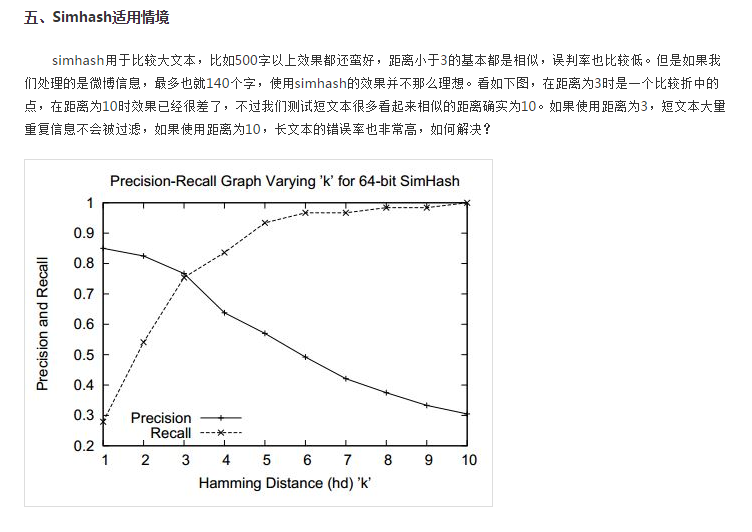 五、Simhash适用情境
simhash用于比较大文本，比如500字以上效果都还蛮好，距离小于3的基本都是相似，误判率也比较低。但是如果我
们处理的是微博信息，最多也就140个字，使用simhash的效果并不那么理想。看如下图，在距离为3时是一个比较折中的
点，在距离为10时效果已经很差了，不过我们测试短文本很多看起来相似的距离确实为10。如果使用距离为3，短文本大量
重复信息不会被过滤，如果使用距离为10，长文本的错误率也非常高，如何解决？
Precision-Recall Graph Varying 'k' for 64-bit SimHash
1
0.9
0.8
0.7
0.6
0.5
0.4
0.3
0.2
Precision and Recall
Precision
Recall
1 2 3 4 5 6 7 8 9 10
Hamming Distance (hd) 'k'